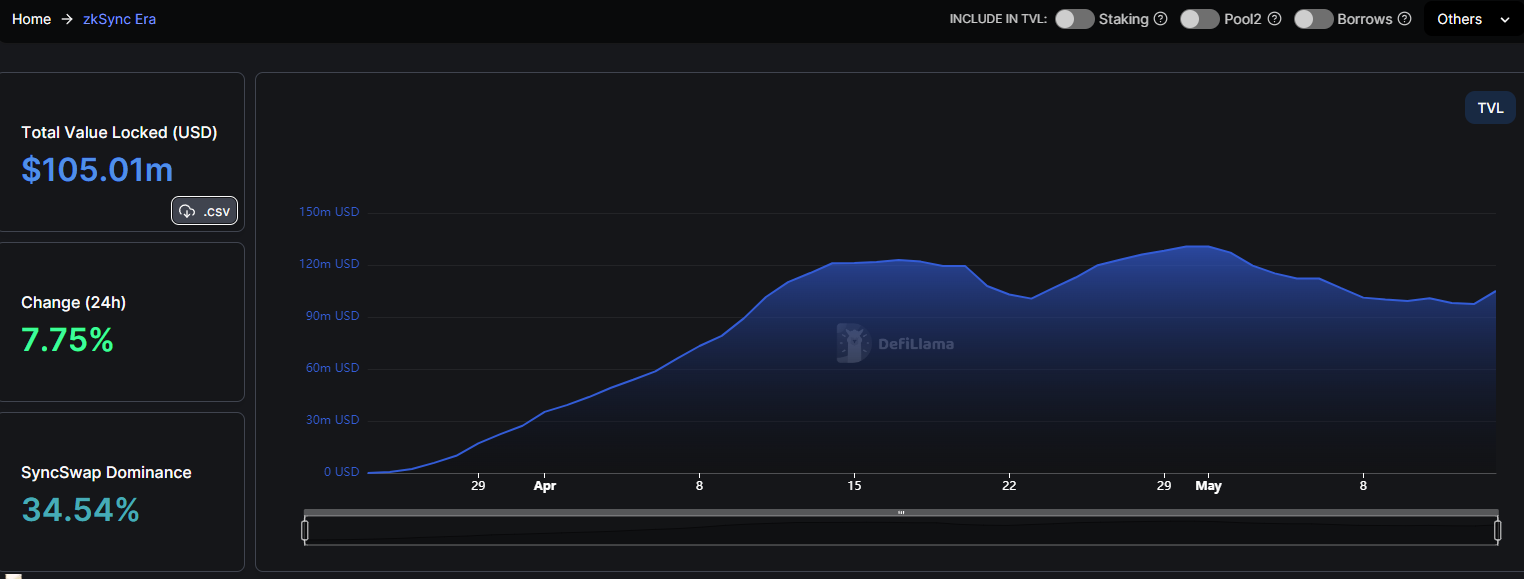 Home → zkSync Era
INCLUDE IN TVL: Staking Pool2 Borrows Others
Total Value Locked (USD)
$105.01m
.csv
Change (24h)
7.75%
SyncSwap Dominance
34.54%
TVL
150m USD
120m USD
90m USD
60m USD
30m USD
0 USD
DefiLlama
29 Apr 8 15 22 29 May 8